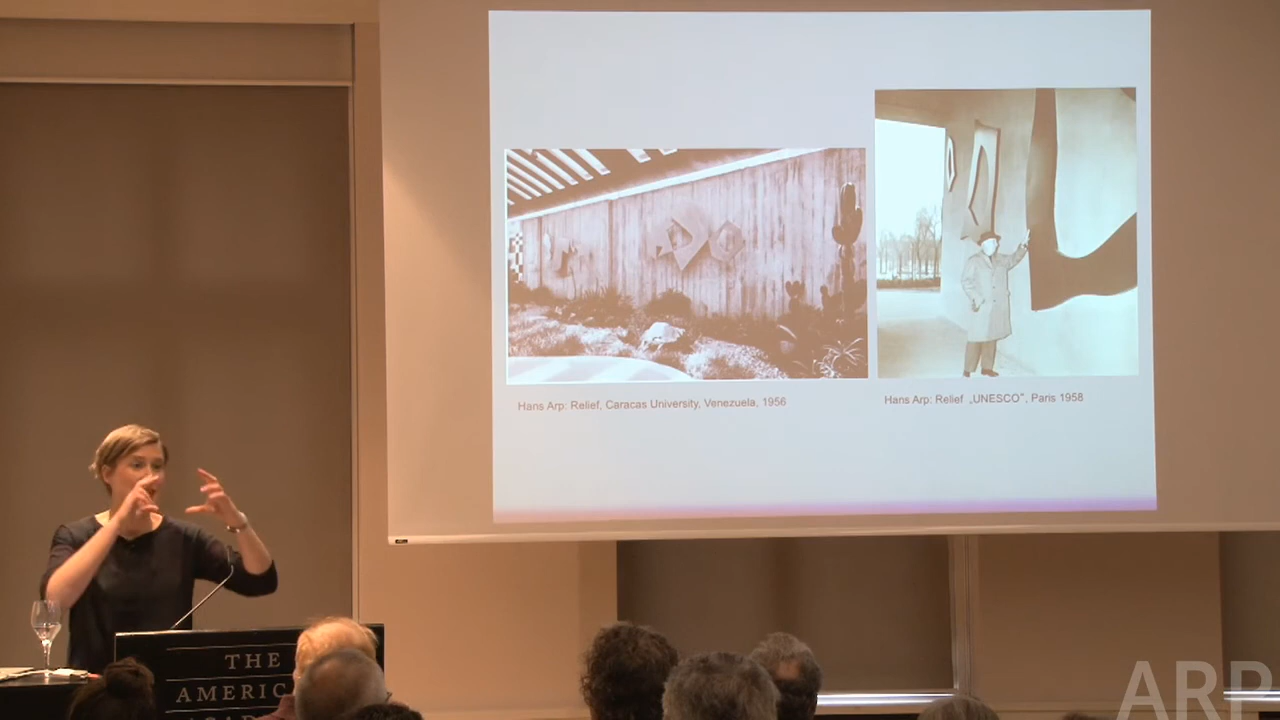 Hans Arp: Relief, Caracas University, Venezuela, 1956
Hans Arp: Relief „UNESCO", Paris 1958
THE
AMERIC
ARP